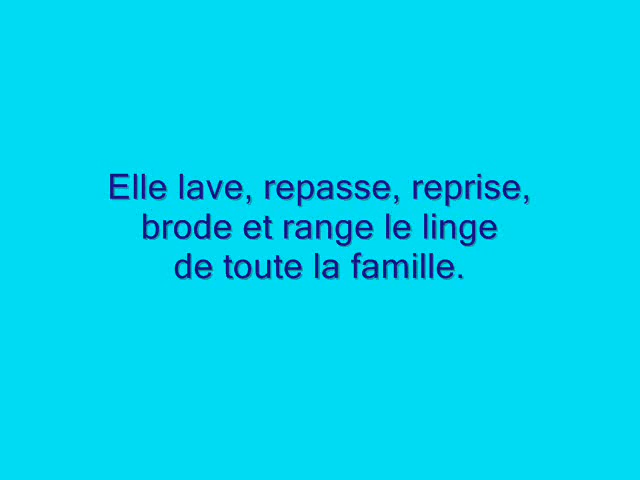 Elle lave, repasse, reprise,
brode et range le linge
de toute la famille.